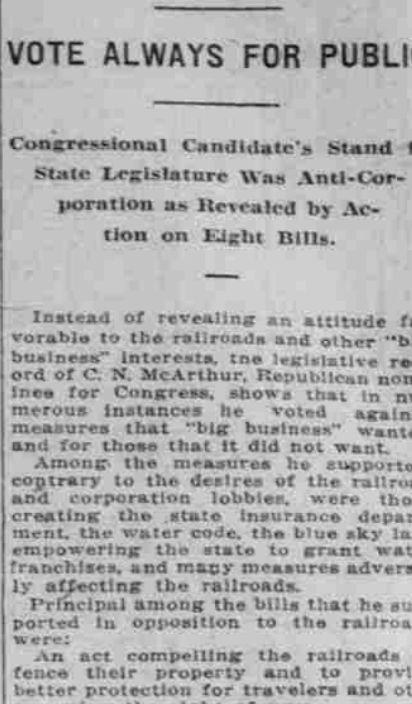 VOTE ALWAYS FOR PUBLI
Congressional Candidate's Stand
State Legislature Was Anti-Cor-
poration as Revealed by Ac-
tion on Eight Bills.
Instead of revealing an attitude f
vorable to the railroads and other "b
business" interests, tne legislative re
ord of C. N. McArthur, Republican nom
inee for Congress, shows that in nu
merous instances he voted again
measures that "big business" wante
and for those that it did not want.
Among the measures he supporte
contrary to the desires of the railroa
and corporation lobbies, were tho
creating the state insurance depar
ment, the water code, the blue sky la
empowering the state to grant wat
franchises, and many measures advers
ly affecting the railroads.
Principal among the bills that he su
ported in opposition to the railroa
were:
An act compelling the railroads
fence their property and to provi
better protection for travelers and ot